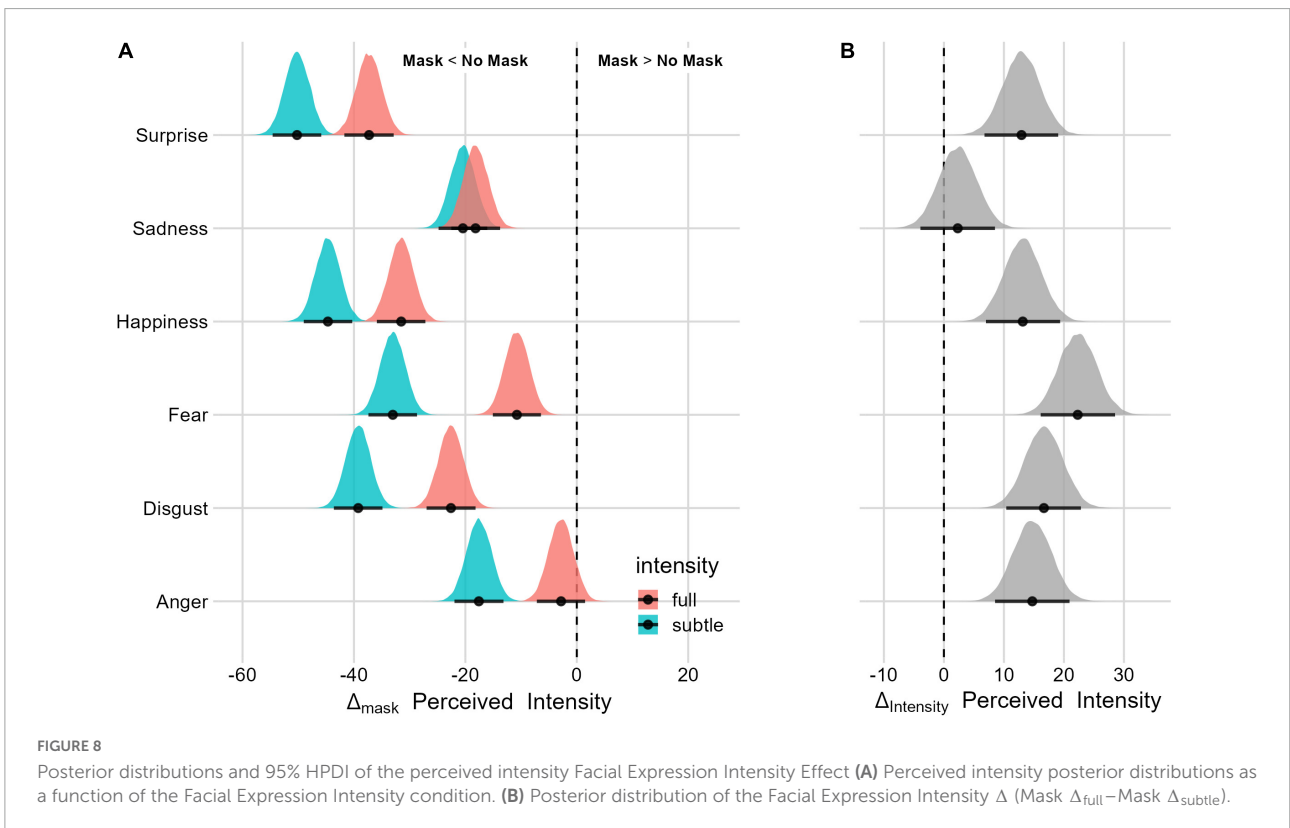 A
Mask < No Mask
Mask > No Mask
B
Surprise
Sadness
Happiness
Fear
Disgust
Anger
intensity
full
subtle
-60 -40 -20 0 20
Δmask Perceived Intensity
-10 0 10 20 30
ΔIntensity Perceived Intensity
FIGURE 8
Posterior distributions and 95% HPDI of the perceived intensity Facial Expression Intensity Effect (A) Perceived intensity posterior distributions as
a function of the Facial Expression Intensity condition. (B) Posterior distribution of the Facial Expression Intensity Δ (Mask Δfull–Mask Δsubtle).